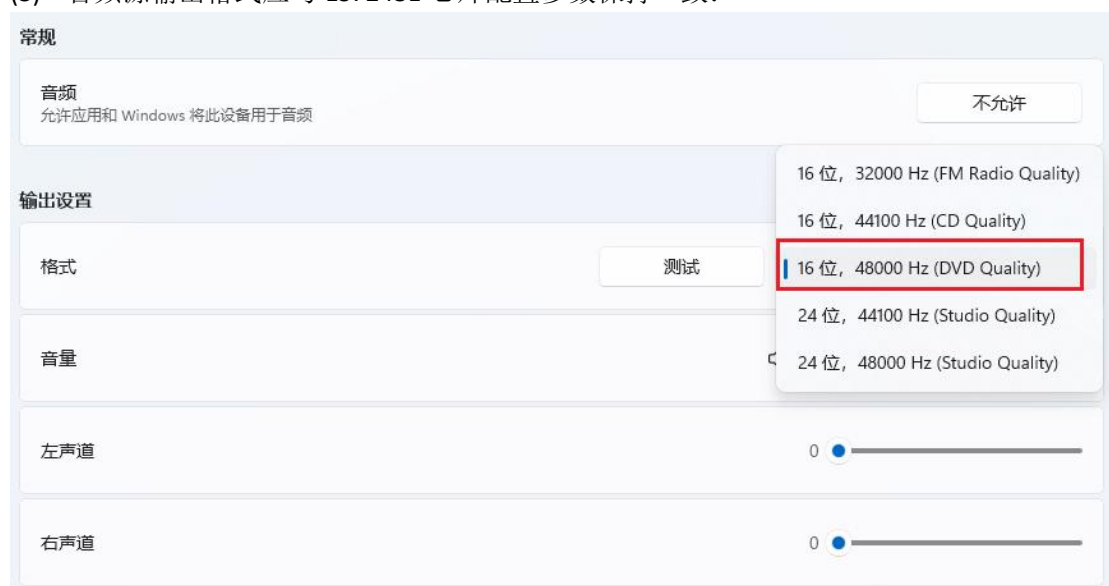 常规
音频
允许应用和 Windows 将此设备用于音频
不允许
输出设置
16 位，32000 Hz (FM Radio Quality)
16 位，44100 Hz (CD Quality)
格式
测试
16 位，48000 Hz (DVD Quality)
24 位，44100 Hz (Studio Quality)
音量
24 位，48000 Hz (Studio Quality)
左声道
0
右声道
0